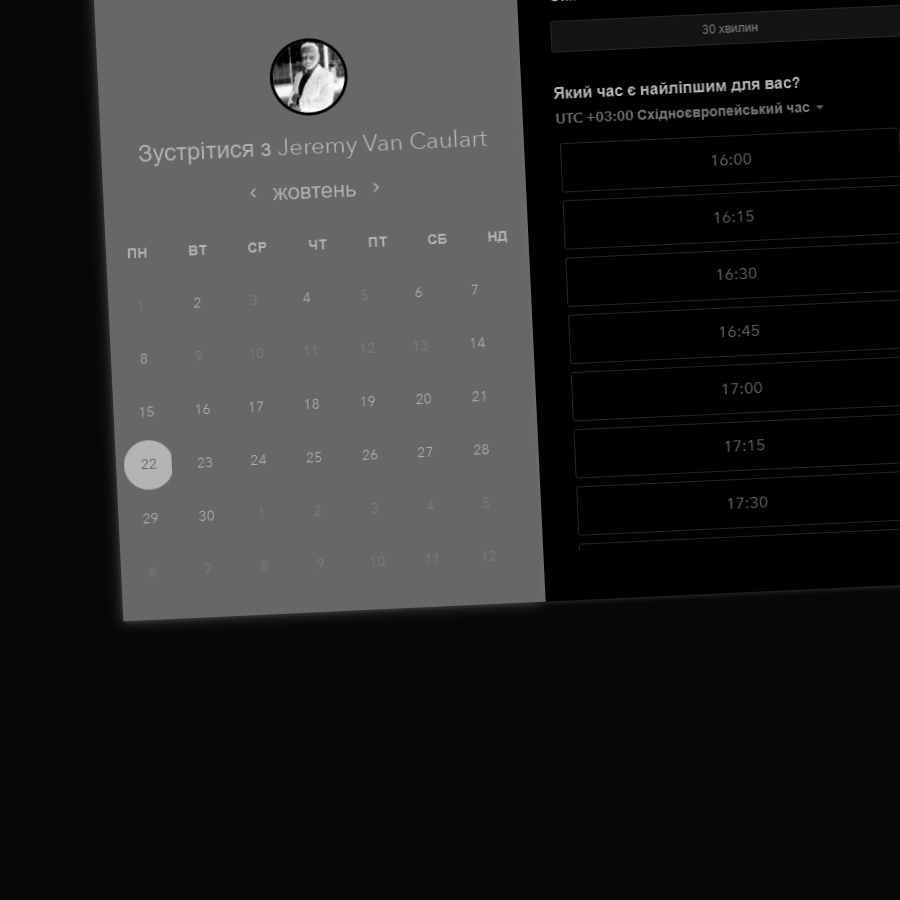 Зустрітися з Jeremy Van Caulart
жовтень
ПН ВТ СР ЧТ ПТ СБ НД
1 2 3 4 5 6 7
8 9 10 11 12 13 14
15 16 17 18 19 20 21
22 23 24 25 26 27 28
29 30 1 2 3 4 5
6 7 8 9 10 11 12
30 хвилин
Який час є найліпшим для вас?
UTC +03:00 Східноєвропейський час
16:00
16:15
16:30
16:45
17:00
17:15
17:30